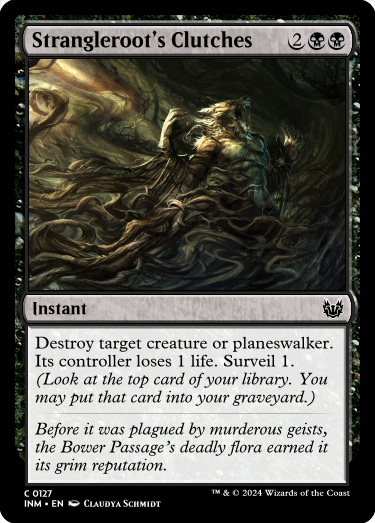 Strangleroot's Clutches 2
Instant
Destroy target creature or planeswalker.
Its controller loses 1 life. Surveil 1.
(Look at the top card of your library. You
may put that card into your graveyard.)
Before it was plagued by murderous geists,
the Bower Passage's deadly flora earned it
its grim reputation.
C 0127
INM • EN Claudya Schmidt
™ & © 2024 Wizards of the Coast